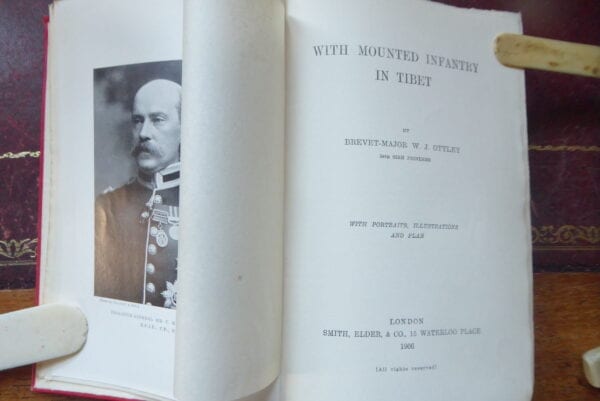 WITH MOUNTED INFANTRY
IN TIBET
BY
BREVET-MAJOR W. J. OTTLEY
WITH PORTRAITS, ILLUSTRATIONS
AND PLAN
LONDON
SMITH, ELDER, & CO., 15 WATERLOO PLACE
1906
[All rights reserved]